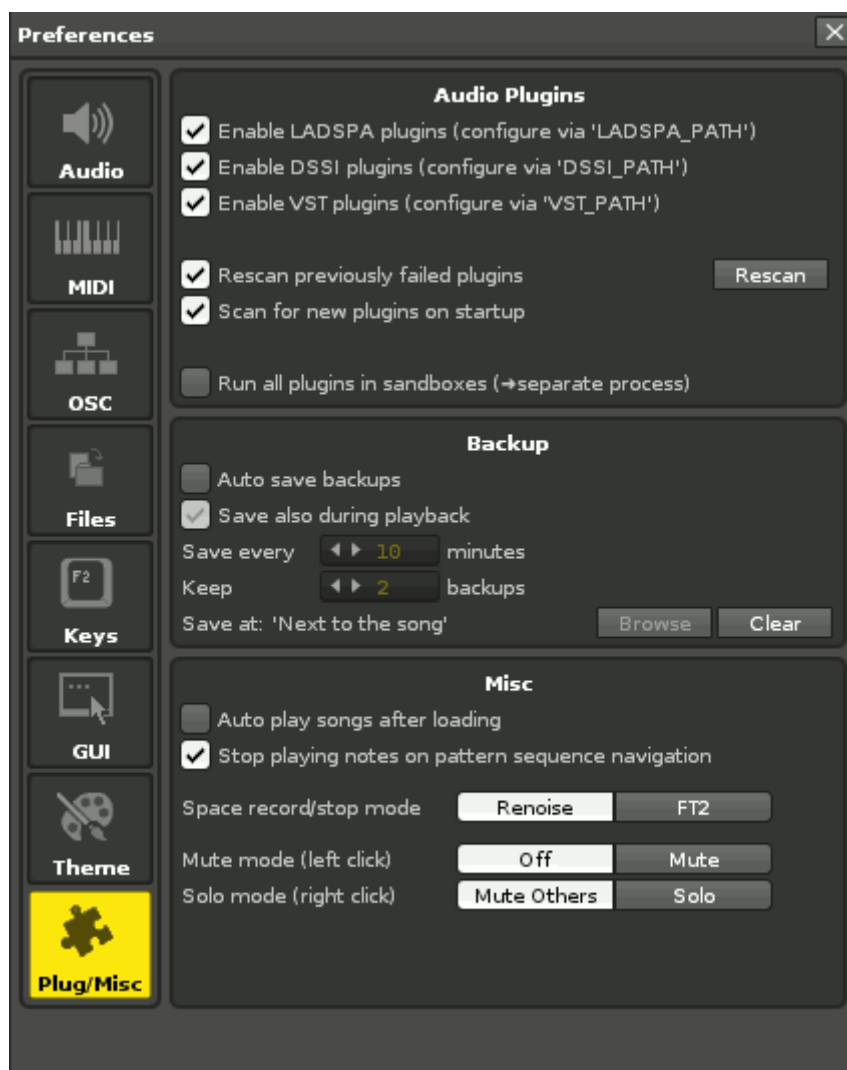 Preferences
Audio
MIDI
OSC
Files
F2
Keys
GUI
Theme
Plug/Misc
Audio Plugins
Enable LADSPA plugins (configure via 'LADSPA_PATH')
Enable DSSI plugins (configure via 'DSSI_PATH')
Enable VST plugins (configure via 'VST_PATH')
Rescan previously failed plugins Rescan
Scan for new plugins on startup
Run all plugins in sandboxes (➜separate process)
Backup
Auto save backups
Save also during playback
Save every 10 minutes
Keep 2 backups
Save at: 'Next to the song' Browse Clear
Misc
Auto play songs after loading
Stop playing notes on pattern sequence navigation
Space record/stop mode Renoise FT2
Mute mode (left click) Off Mute
Solo mode (right click) Mute Others Solo